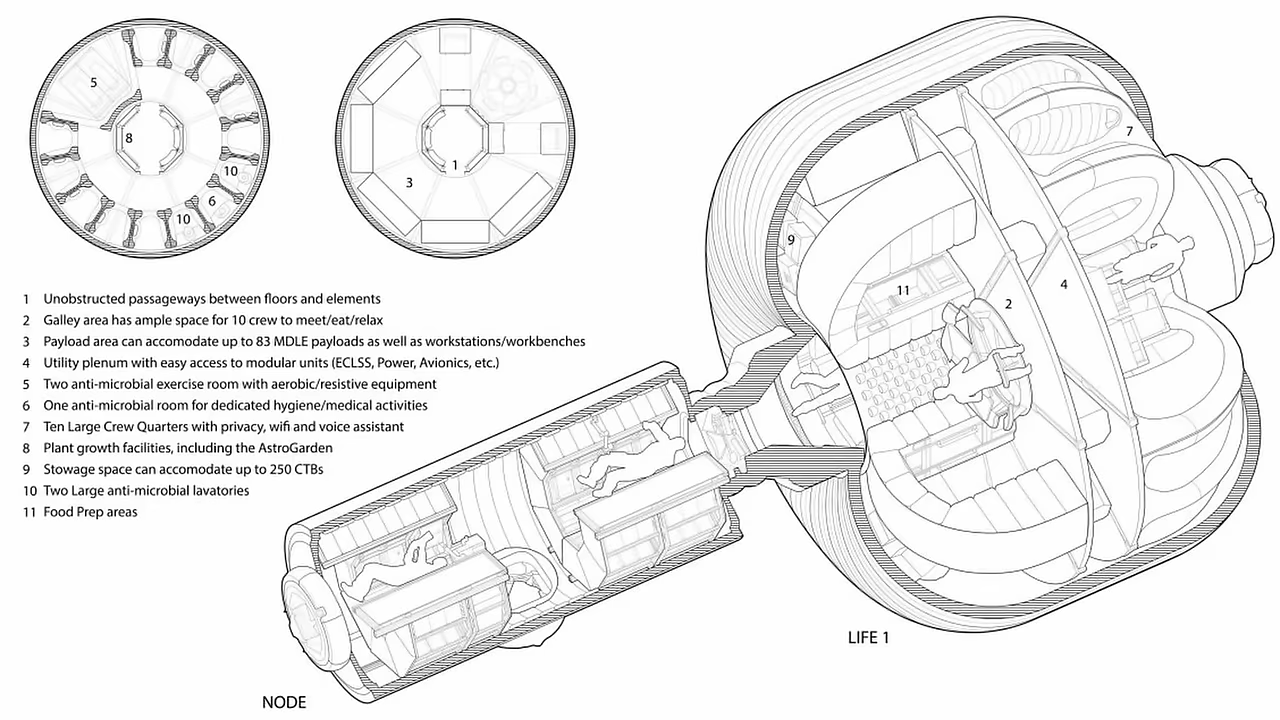 5
8
10
6
10
1
3
1 Unobstructed passageways between floors and elements
2 Galley area has ample space for 10 crew to meet/eat/relax
3 Payload area can accomodate up to 83 MDLE payloads as well as workstations/workbenches
4 Utility plenum with easy access to modular units (ECLSS, Power, Avionics, etc.)
5 Two anti-microbial exercise room with aerobic/resistive equipment
6 One anti-microbial room for dedicated hygiene/medical activities
7 Ten Large Crew Quarters with privacy, wifi and voice assistant
8 Plant growth facilities, including the AstroGarden
9 Stowage space can accomodate up to 250 CTBs
10 Two Large anti-microbial lavatories
11 Food Prep areas
7
9
11
2
4
LIFE 1
NODE